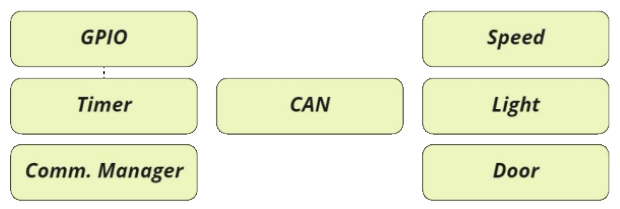 GPIO
Speed
Timer
CAN
Light
Comm. Manager
Door